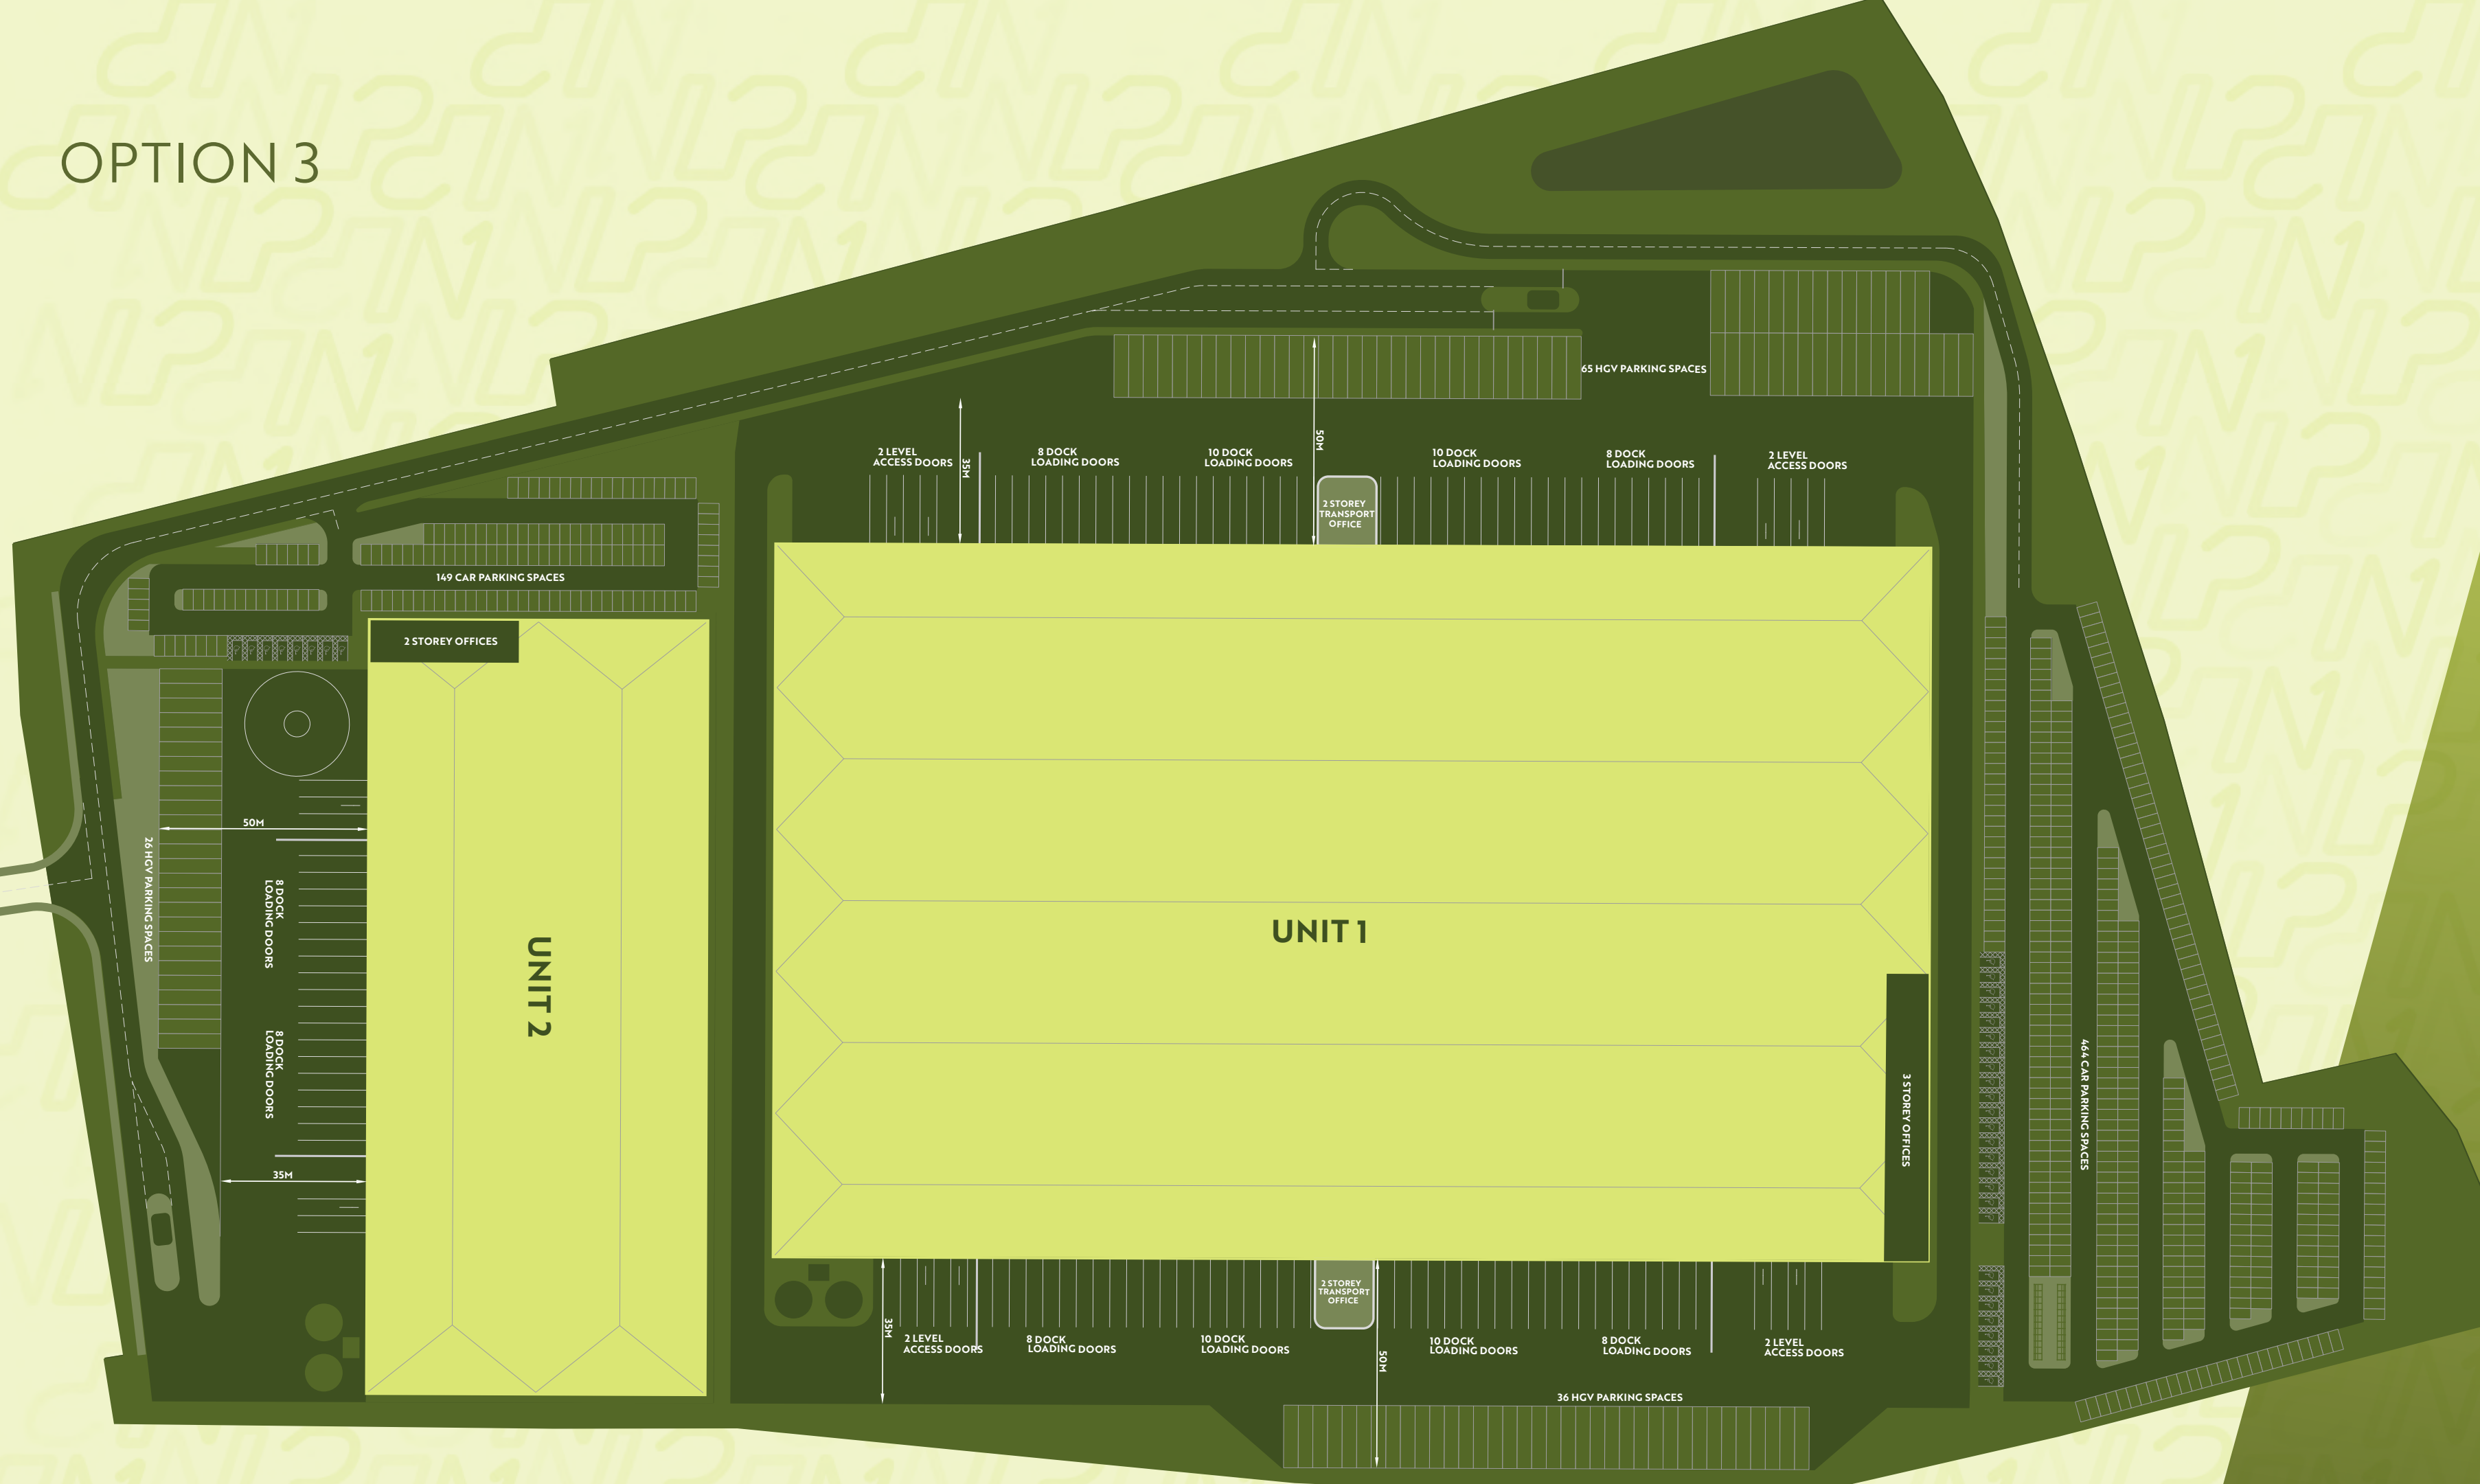 OPTION 3
65 HGV PARKING SPACES
50M
35M
2 LEVEL
ACCESS DOORS
8 DOCK
LOADING DOORS
10 DOCK
LOADING DOORS
10 DOCK
LOADING DOORS
8 DOCK
LOADING DOORS
2 LEVEL
ACCESS DOORS
2 STOREY
TRANSPORT
OFFICE
149 CAR PARKING SPACES
2 STOREY OFFICES
50M
26 HGV PARKING SPACES
8 DOCK
LOADING DOORS
8 DOCK
LOADING DOORS
35M
UNIT 2
UNIT 1
3 STOREY OFFICES
464 CAR PARKING SPACES
2 STOREY
TRANSPORT
OFFICE
35M
2 LEVEL
ACCESS DOORS
8 DOCK
LOADING DOORS
10 DOCK
LOADING DOORS
50M
10 DOCK
LOADING DOORS
8 DOCK
LOADING DOORS
2 LEVEL
ACCESS DOORS
36 HGV PARKING SPACES